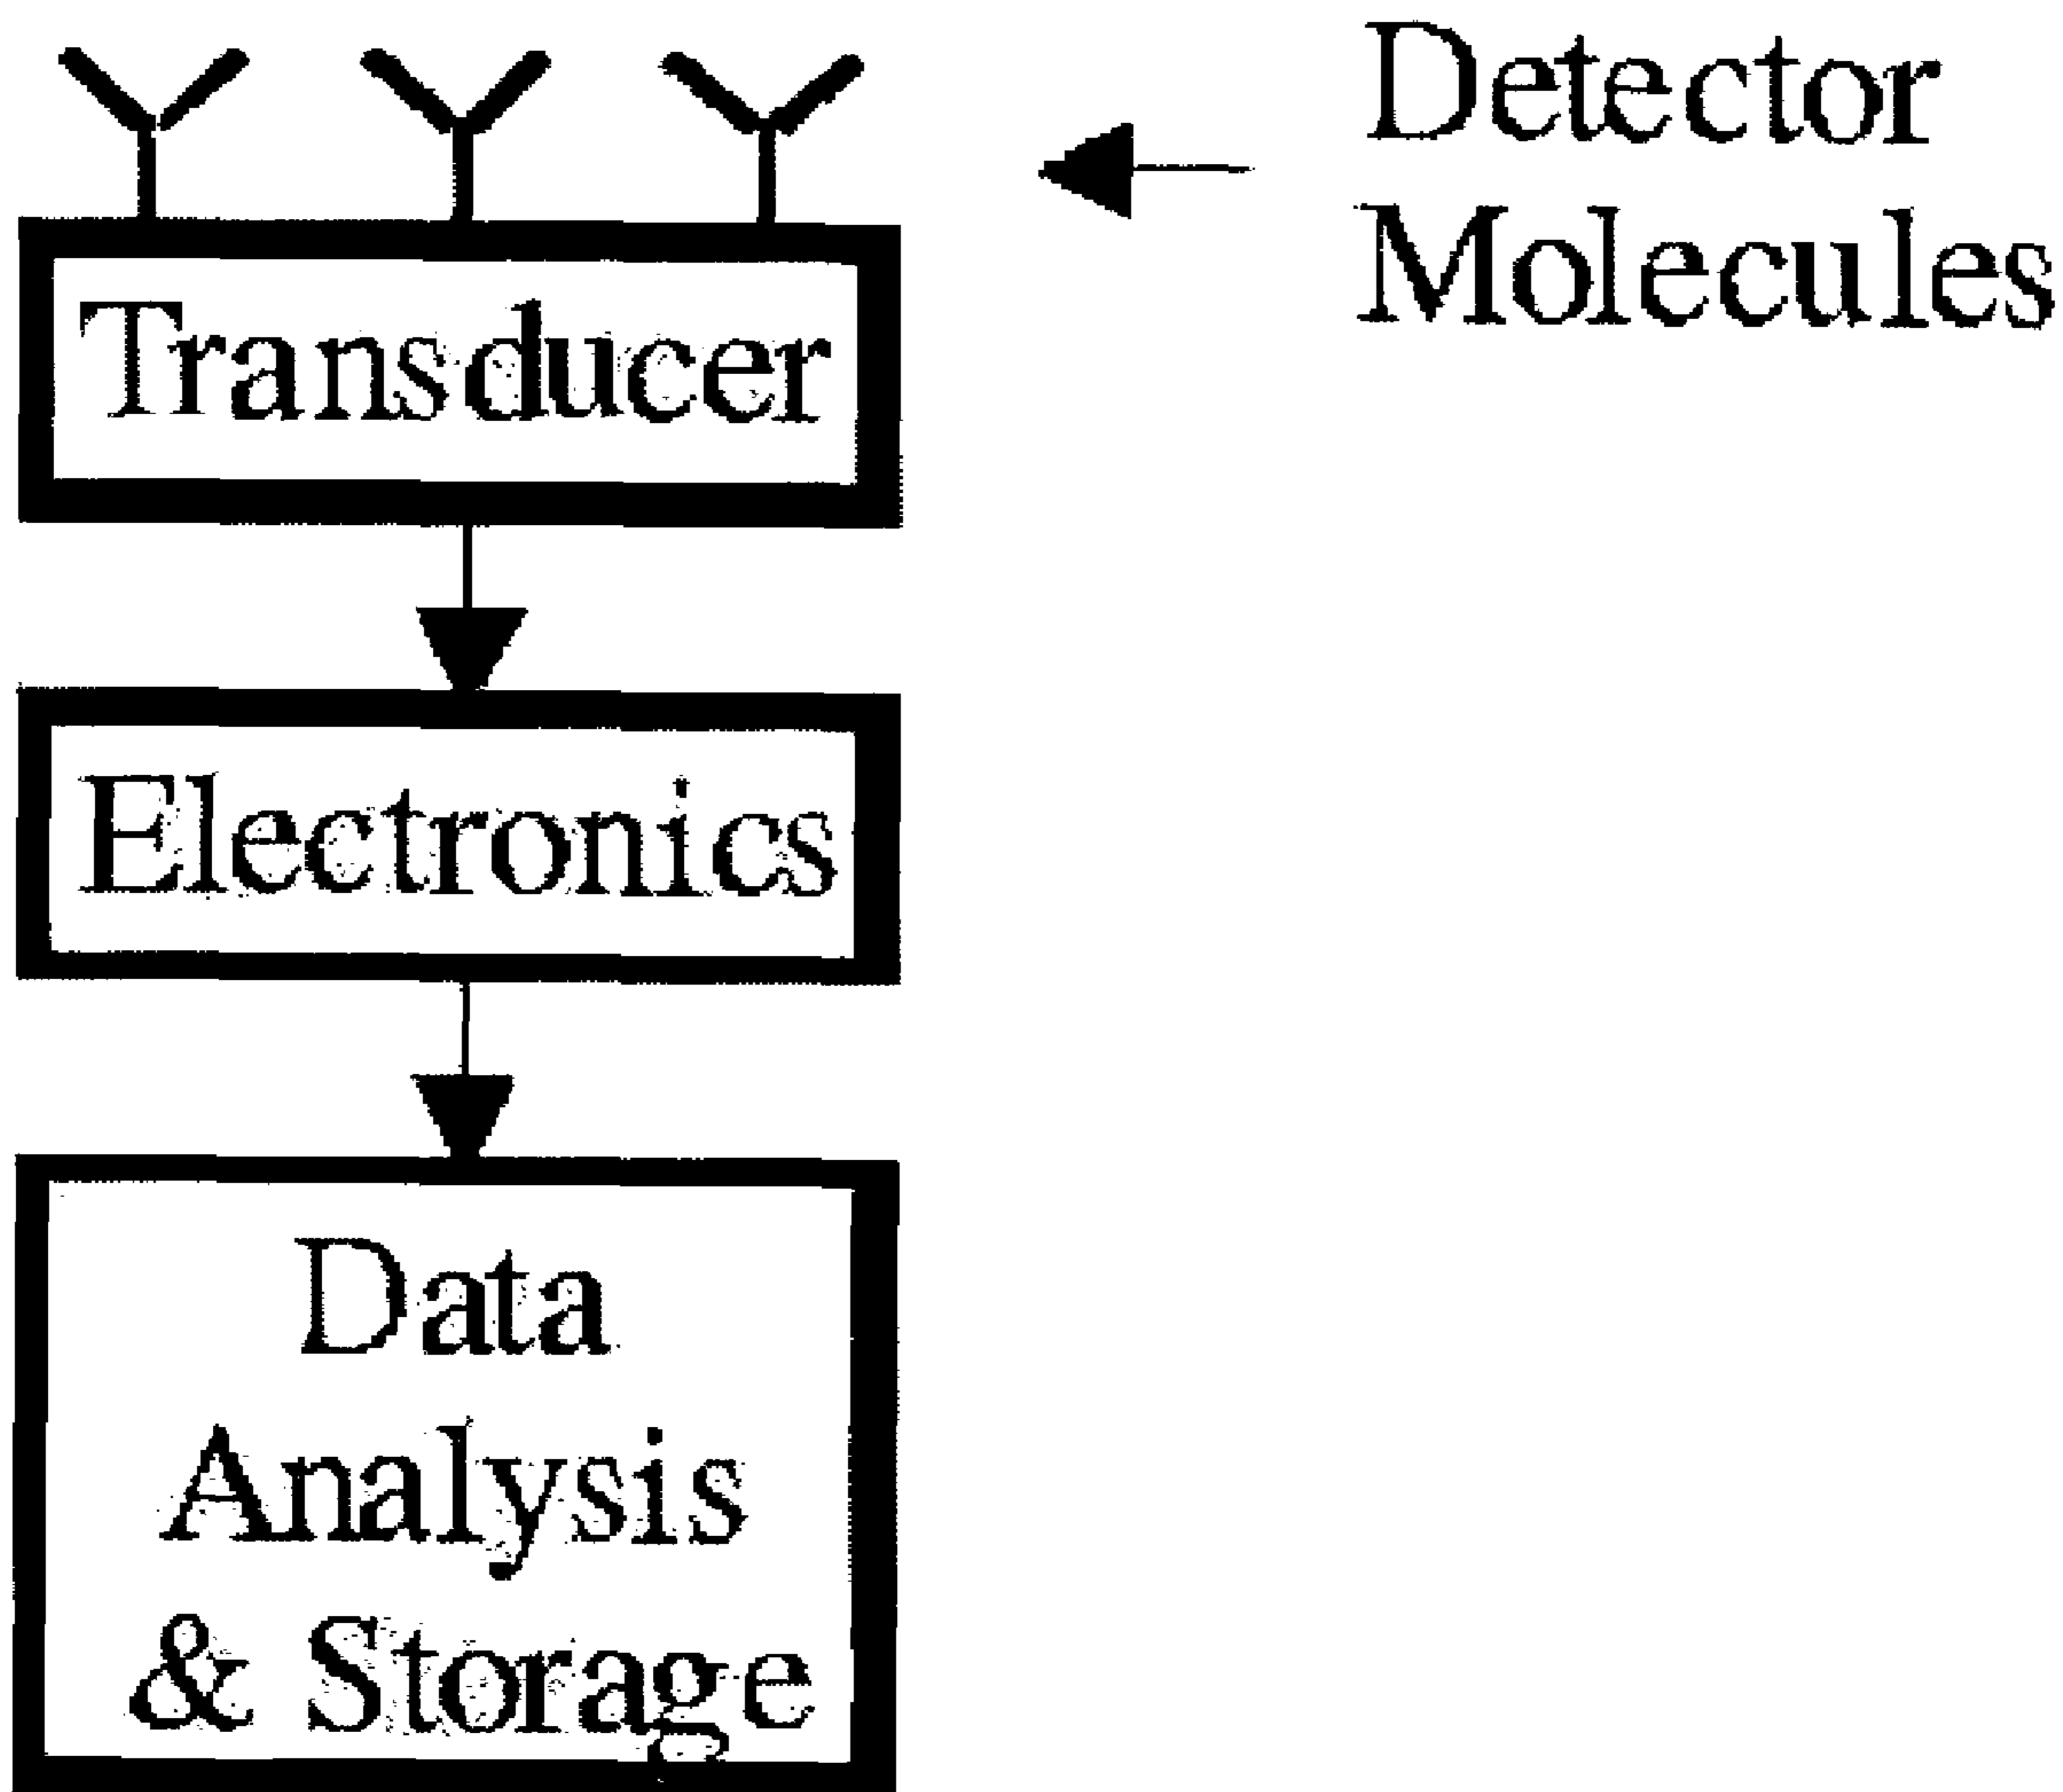 Detector
Molecules
Transducer
Electronics
Data
Analysis
& Storage